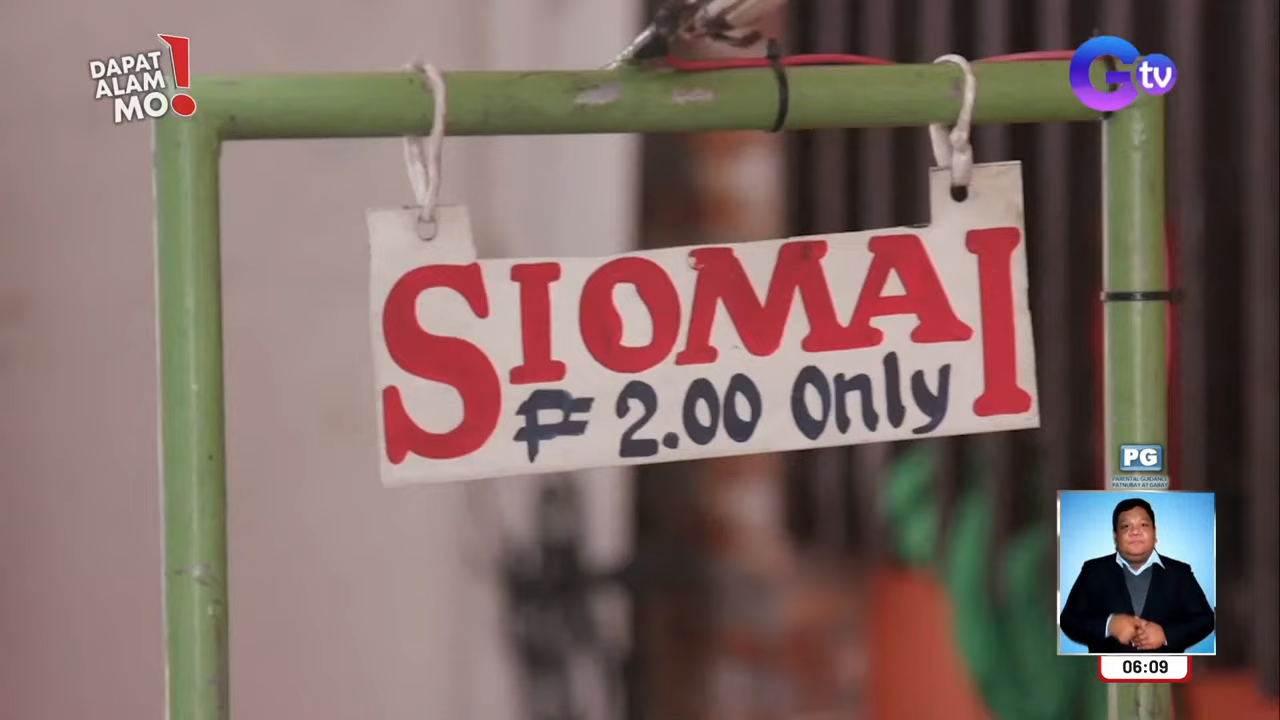 DAPAT
ALAM
MO!
Gtv
SIOMAI
₱ 2.00 Only
PG
PARENTAL GUIDANCE
PATNUBAY AT GABAY
06:09